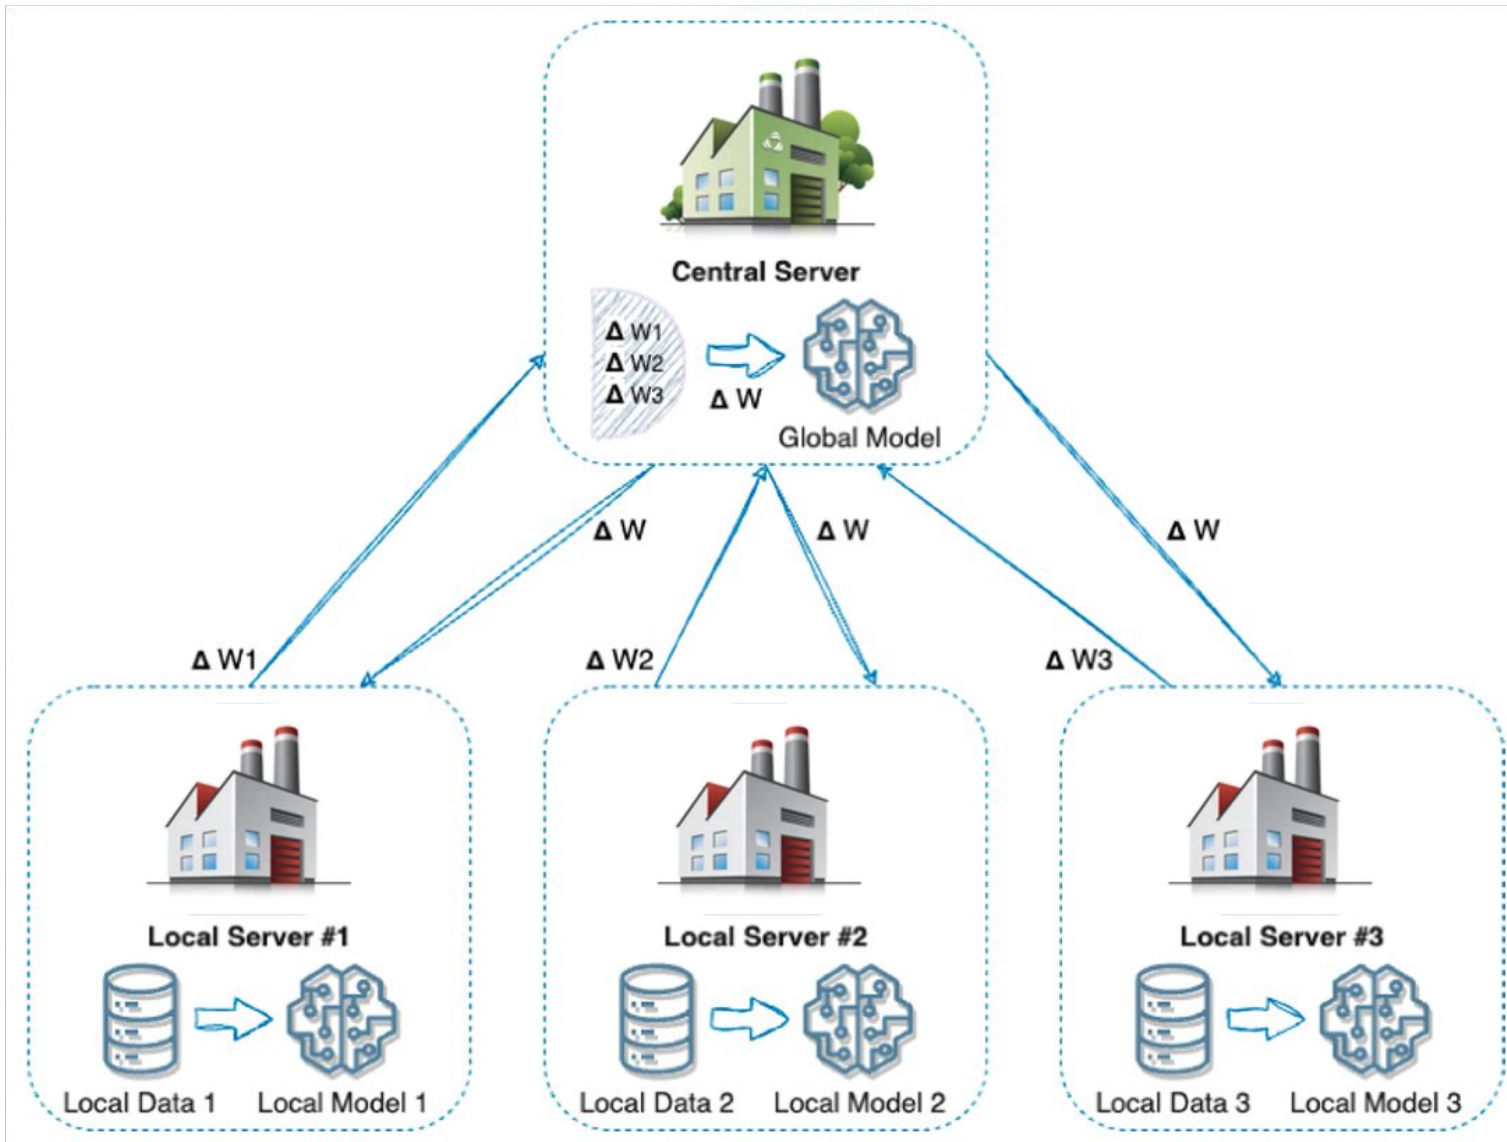 Central Server
Δ W1
Δ W2
Δ W3
Δ W
Global Model
Δ W
Δ W
Δ W
Δ W1
Δ W2
Δ W3
Local Server #1
Local Server #2
Local Server #3
Local Data 1
Local Model 1
Local Data 2
Local Model 2
Local Data 3
Local Model 3